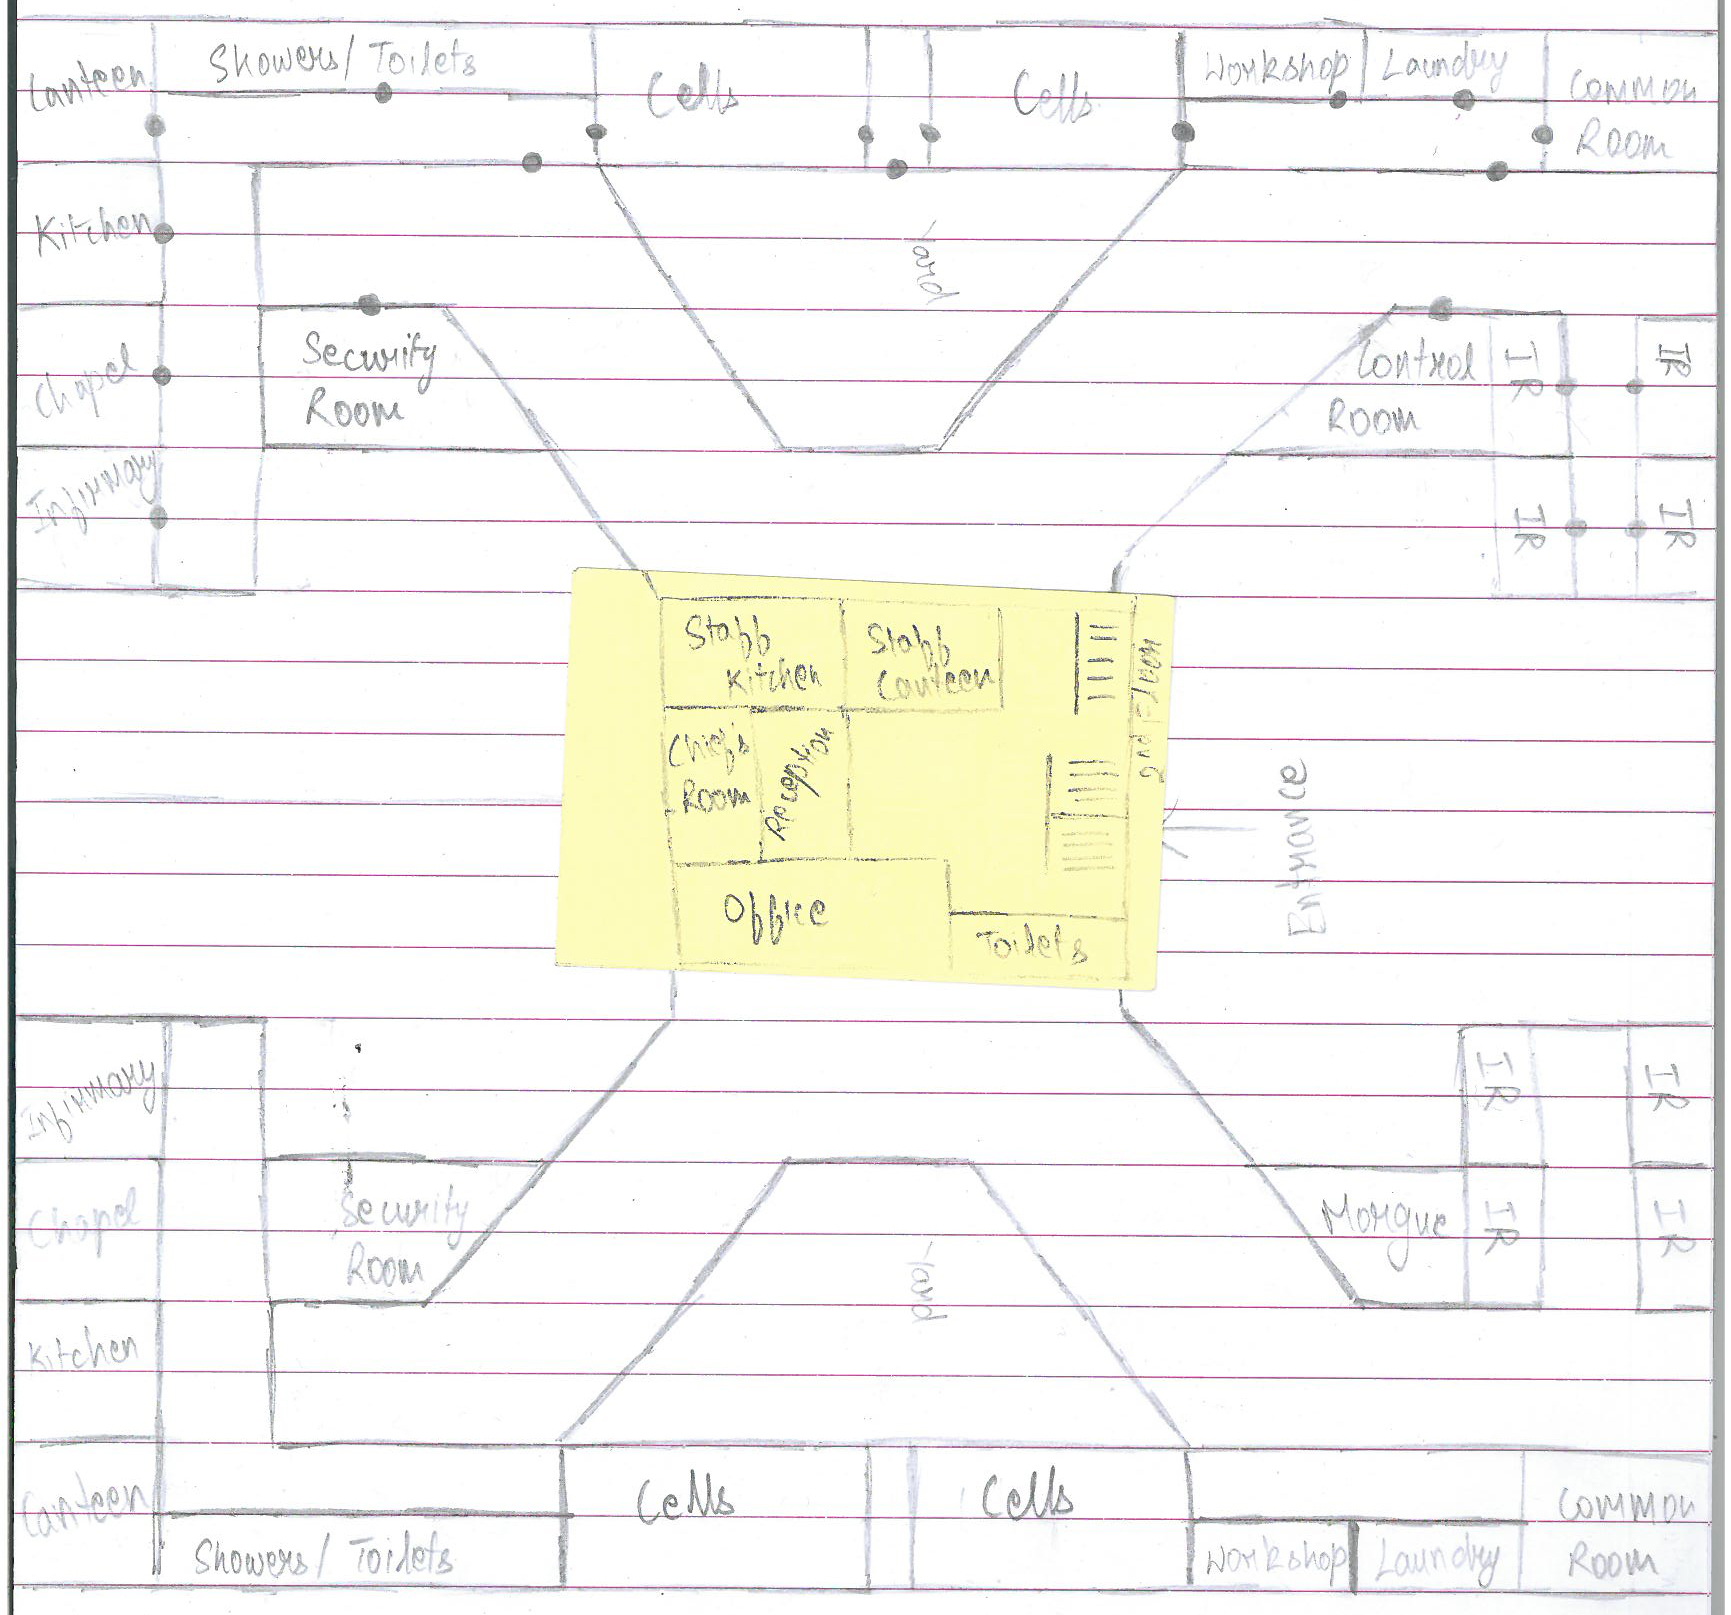 Showers/ Toilets
Cells
Cells
Workshop
Laundry
Canteen
Common
Room
Kitchen
Yard
Security
Room
Chapel
Control
Room
IR
IR
Infirmary
IR
IR
Staff
Kitchen
Staff
Canteen
2nd Floor
Chief's
Room
Reception
Entrance
Office
Toilets
Infirmary
IR
IR
Chapel
Security
Room
Morgue
IR
IR
Yard
Kitchen
Canteen
Cells
Cells
Common
Room
Showers/ Toilets
Workshop
Laundry